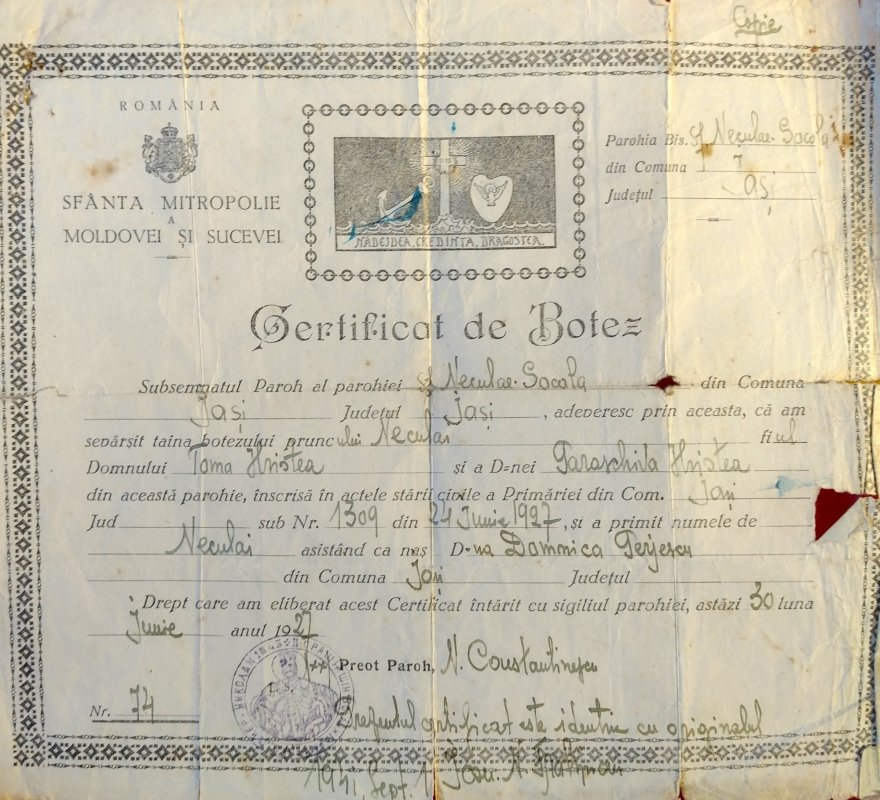 Copie
ROMÂNIA
SFÂNTA MITROPOLIE
A
MOLDOVEI ȘI SUCEVEI
NĂDEJDEA, CREDINȚA, DRAGOSTEA
Parohia Bis. Sf Neculae-Socola
din Comuna
Județul Iași
Certificat de Botez
Subsemnatul Paroh al parohiei Sf Neculae-Socola din Comuna
Iași Județul Iași, adeveresc prin aceasta, că am
sevârșit taina botezului pruncului Neculai fiul
Domnului Toma Hristea și a D-nei Paraschiva Hristea
din această parohie, înscrisă în actele stării civile a Primăriei din Com. Iași
Jud sub Nr. 1309 din 24 Iunie 1927, și a primit numele de
Neculai asistând ca naș D-na Domnica
din Comuna Iași Județul
Drept care am eliberat acest Certificat întărit cu sigiliul parohiei, astăzi 30 luna
Iunie anul 1927
Preot Paroh, N. Constantinescu
Nr. 74
Prezentul certificat este identic cu originalul
1941, Sept. 1